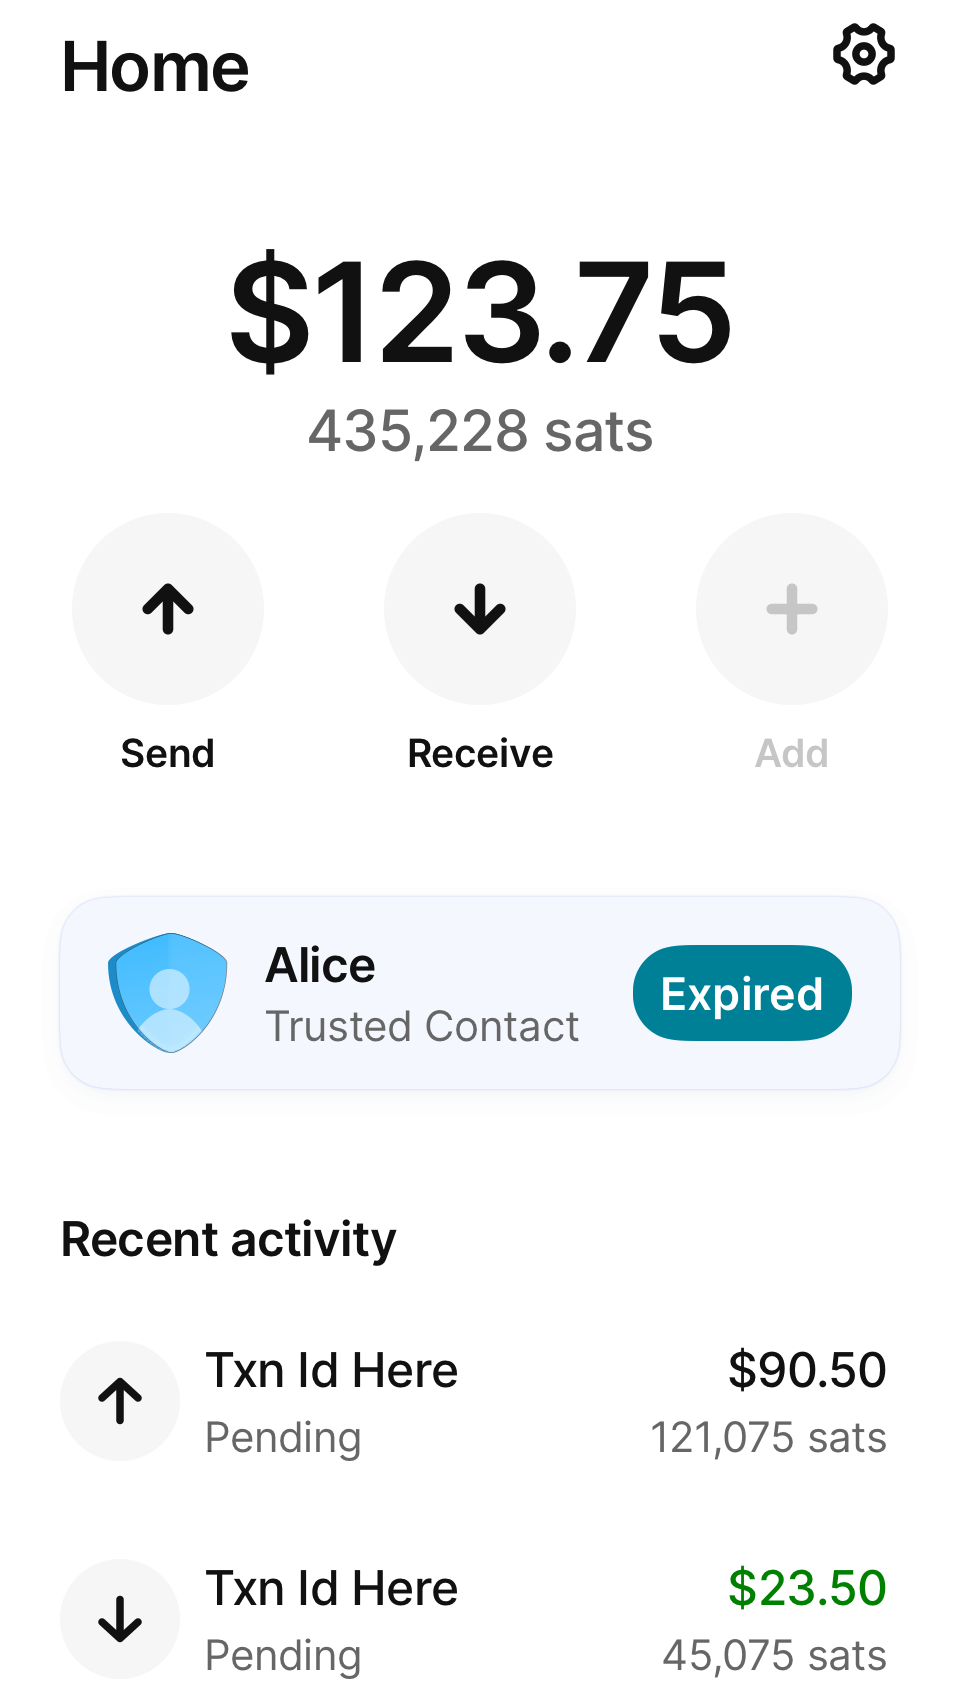 Home
$123.75
435,228 sats
Send
Receive
Add
Alice
Trusted Contact
Expired
Recent activity
Txn Id Here
$90.50
Pending
121,075 sats
Txn Id Here
$23.50
Pending
45,075 sats